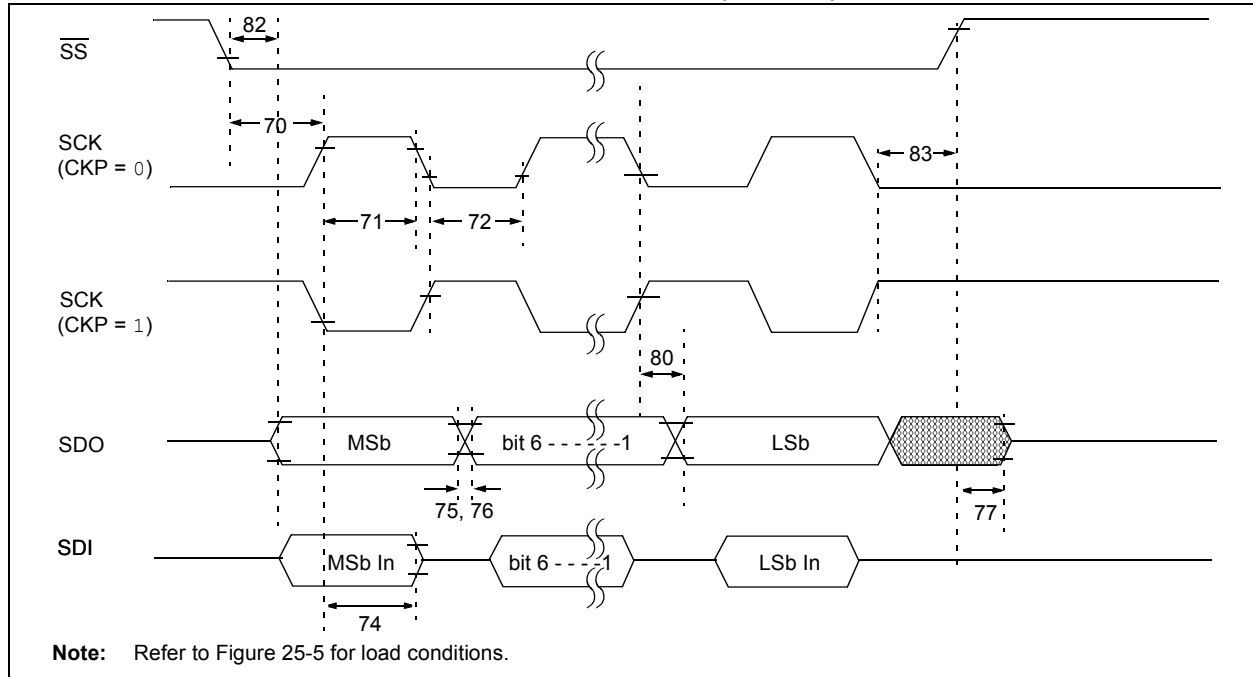 82
SS
70
SCK
(CKP = 0)
83
71
72
SCK
(CKP = 1)
80
SDO
MSb
bit 6 - - - - - -1
LSb
75, 76
77
SDI
MSb In
bit 6 - - - -1
LSb In
74
Note: Refer to Figure 25-5 for load conditions.